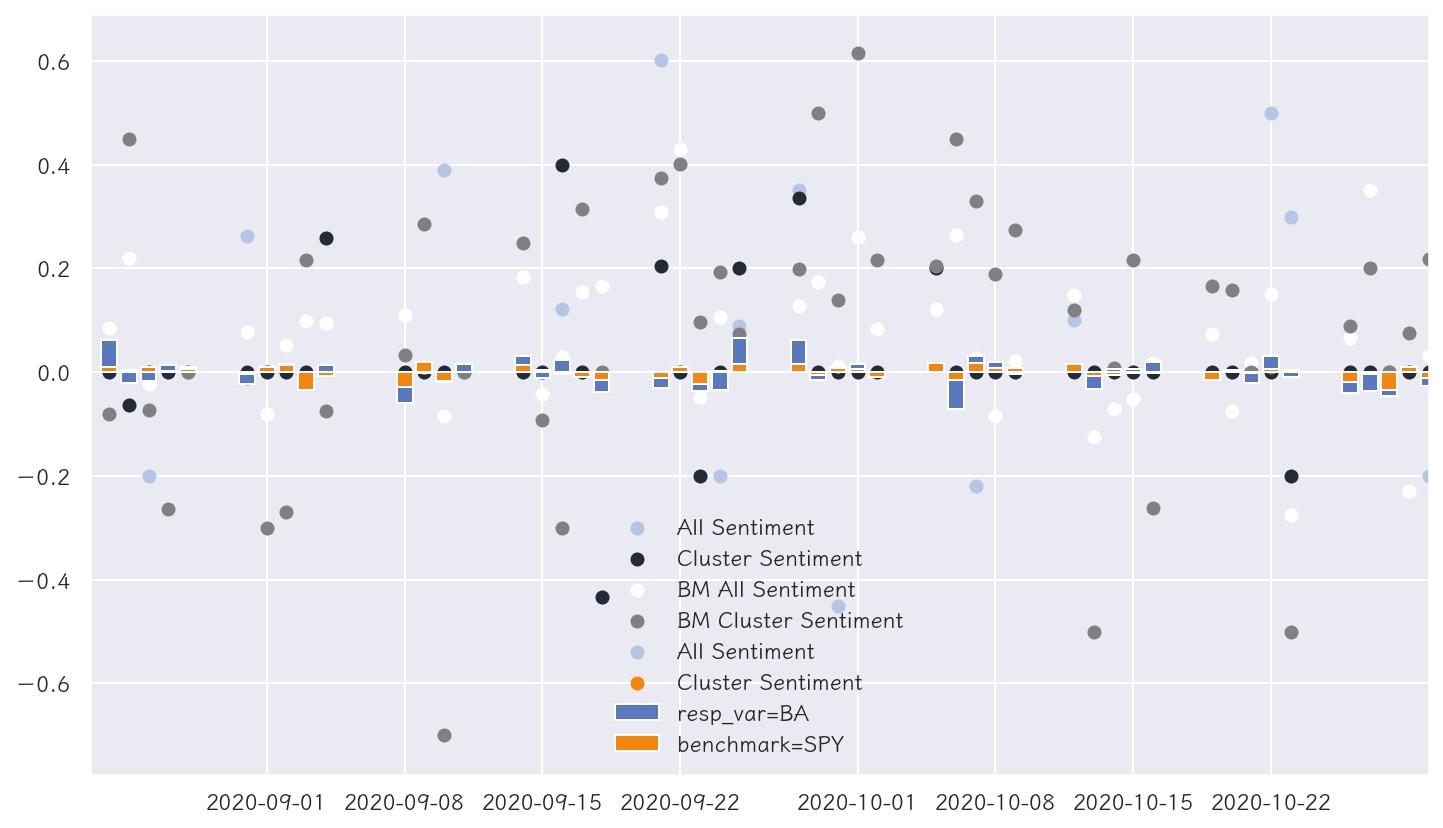 0.6
0.4
0.2
0.0
−0.2
−0.4
−0.6
All Sentiment
Cluster Sentiment
BM All Sentiment
BM Cluster Sentiment
All Sentiment
Cluster Sentiment
resp_var=BA
benchmark=SPY
2020-09-01 2020-09-08 2020-09-15 2020-09-22 2020-10-01 2020-10-08 2020-10-15 2020-10-22